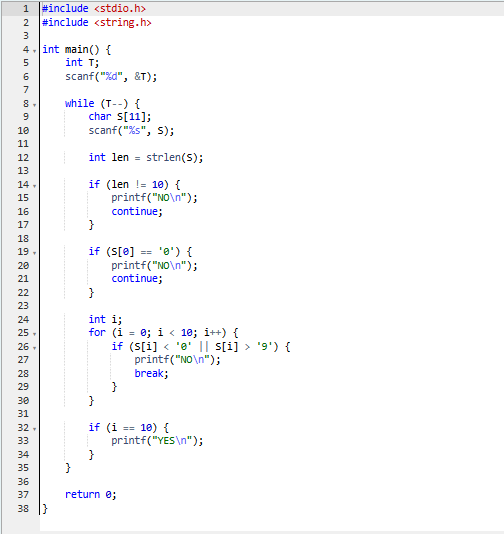 1 #include <stdio.h>
2 #include <string.h>
3
4 int main() {
5     int T;
6     scanf("%d", &T);
7
8     while (T--) {
9         char S[11];
10         scanf("%s", S);
11
12         int len = strlen(S);
13
14         if (len != 10) {
15             printf("NO\n");
16             continue;
17         }
18
19         if (S[0] == '0') {
20             printf("NO\n");
21             continue;
22         }
23
24         int i;
25         for (i = 0; i < 10; i++) {
26             if (S[i] < '0' || S[i] > '9') {
27                 printf("NO\n");
28                 break;
29             }
30         }
31
32         if (i == 10) {
33             printf("YES\n");
34         }
35     }
36
37     return 0;
38 }